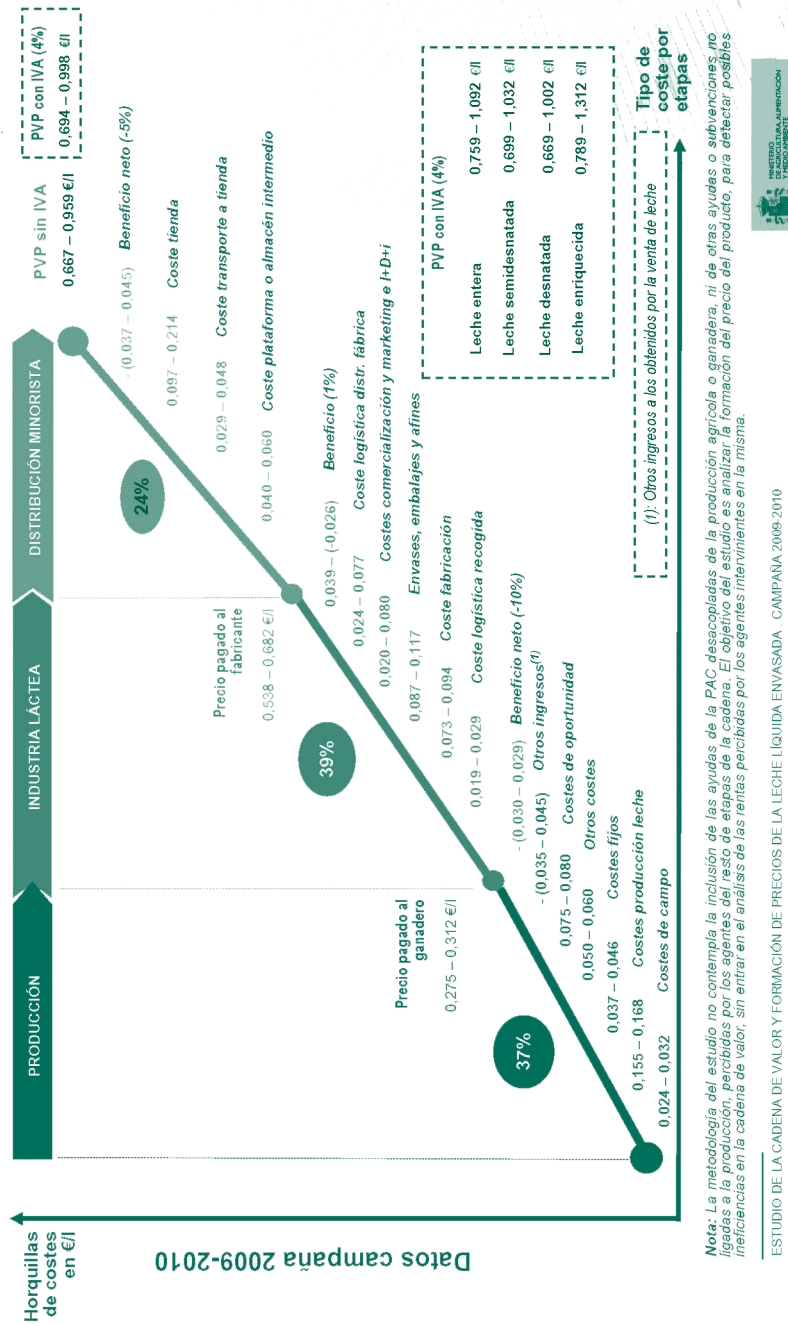 Horquillas
de costes
en €/l
PRODUCCIÓN
INDUSTRIA LÁCTEA
DISTRIBUCIÓN MINORISTA
PVP sin IVA
0,667 – 0,959 €/l
PVP con IVA (4%)
0,694 – 0,998 €/l
Datos campaña 2009-2010
- (0,037 – 0,045) Beneficio neto (-5%)
0,097 – 0,214 Coste tienda
0,029 – 0,048 Coste transporte a tienda
0,040 – 0,060 Coste plataforma o almacén intermedio
24%
Precio pagado al
fabricante
0,538 – 0,682 €/l
0,039 – (-0,026) Beneficio (1%)
0,024 – 0,077 Coste logística distr. fábrica
0,020 – 0,080 Costes comercialización y marketing e I+D+i
0,087 – 0,117 Envases, embalajes y afines
0,073 – 0,094 Coste fabricación
0,019 – 0,029 Coste logística recogida
39%
Precio pagado al
ganadero
0,275 – 0,312 €/l
- (0,030 – 0,029) Beneficio neto (-10%)
- (0,035 – 0,045) Otros ingresos(1)
0,075 – 0,080 Costes de oportunidad
0,050 – 0,060 Otros costes
0,037 – 0,046 Costes fijos
0,155 – 0,168 Costes producción leche
0,024 – 0,032 Costes de campo
37%
PVP con IVA (4%)
Leche entera 0,759 – 1,092 €/l
Leche semidesnatada 0,699 – 1,032 €/l
Leche desnatada 0,669 – 1,002 €/l
Leche enriquecida 0,789 – 1,312 €/l
(1): Otros ingresos a los obtenidos por la venta de leche
Tipo de
coste por
etapas
Nota: La metodología del estudio no contempla la inclusión de las ayudas de la PAC desacopladas de la producción agrícola o ganadera, ni de otras ayudas o subvenciones no
ligadas a la producción, percibidas por los agentes del resto de etapas de la cadena. El objetivo del estudio es analizar la formación del precio del producto, para detectar posibles
ineficiencias en la cadena de valor, sin entrar en el análisis de las rentas percibidas por los agentes intervinientes en la misma.
ESTUDIO DE LA CADENA DE VALOR Y FORMACIÓN DE PRECIOS DE LA LECHE LÍQUIDA ENVASADA . CAMPAÑA 2009-2010
MINISTERIO
DE AGRICULTURA, ALIMENTACIÓN
Y MEDIO AMBIENTE